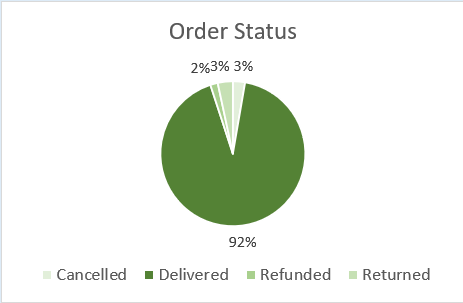 Order Status
2% 3% 3%
92%
Cancelled Delivered Refunded Returned